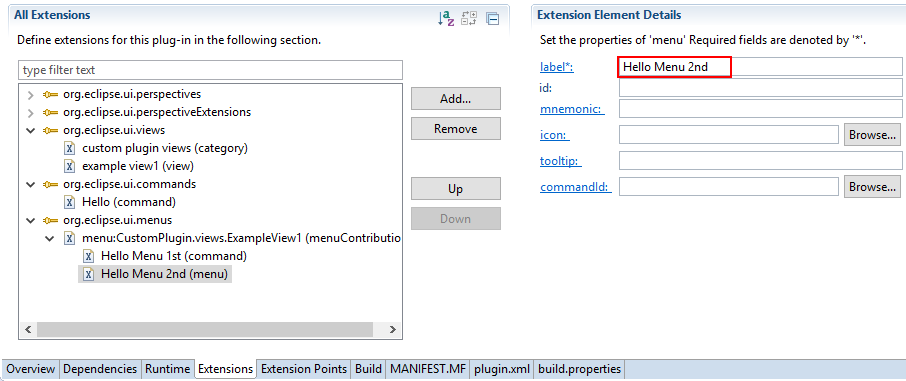 All Extensions
Define extensions for this plug-in in the following section.
type filter text
org.eclipse.ui.perspectives
org.eclipse.ui.perspectiveExtensions
org.eclipse.ui.views
custom plugin views (category)
example view1 (view)
org.eclipse.ui.commands
Hello (command)
org.eclipse.ui.menus
menu:CustomPlugin.views.ExampleView1 (menuContributio
Hello Menu 1st (command)
Hello Menu 2nd (menu)
Add...
Remove
Up
Down
Extension Element Details
Set the properties of 'menu' Required fields are denoted by '*'.
label*: Hello Menu 2nd
id:
mnemonic:
icon: Browse...
tooltip:
commandId: Browse...
Overview Dependencies Runtime Extensions Extension Points Build MANIFEST.MF plugin.xml build.properties